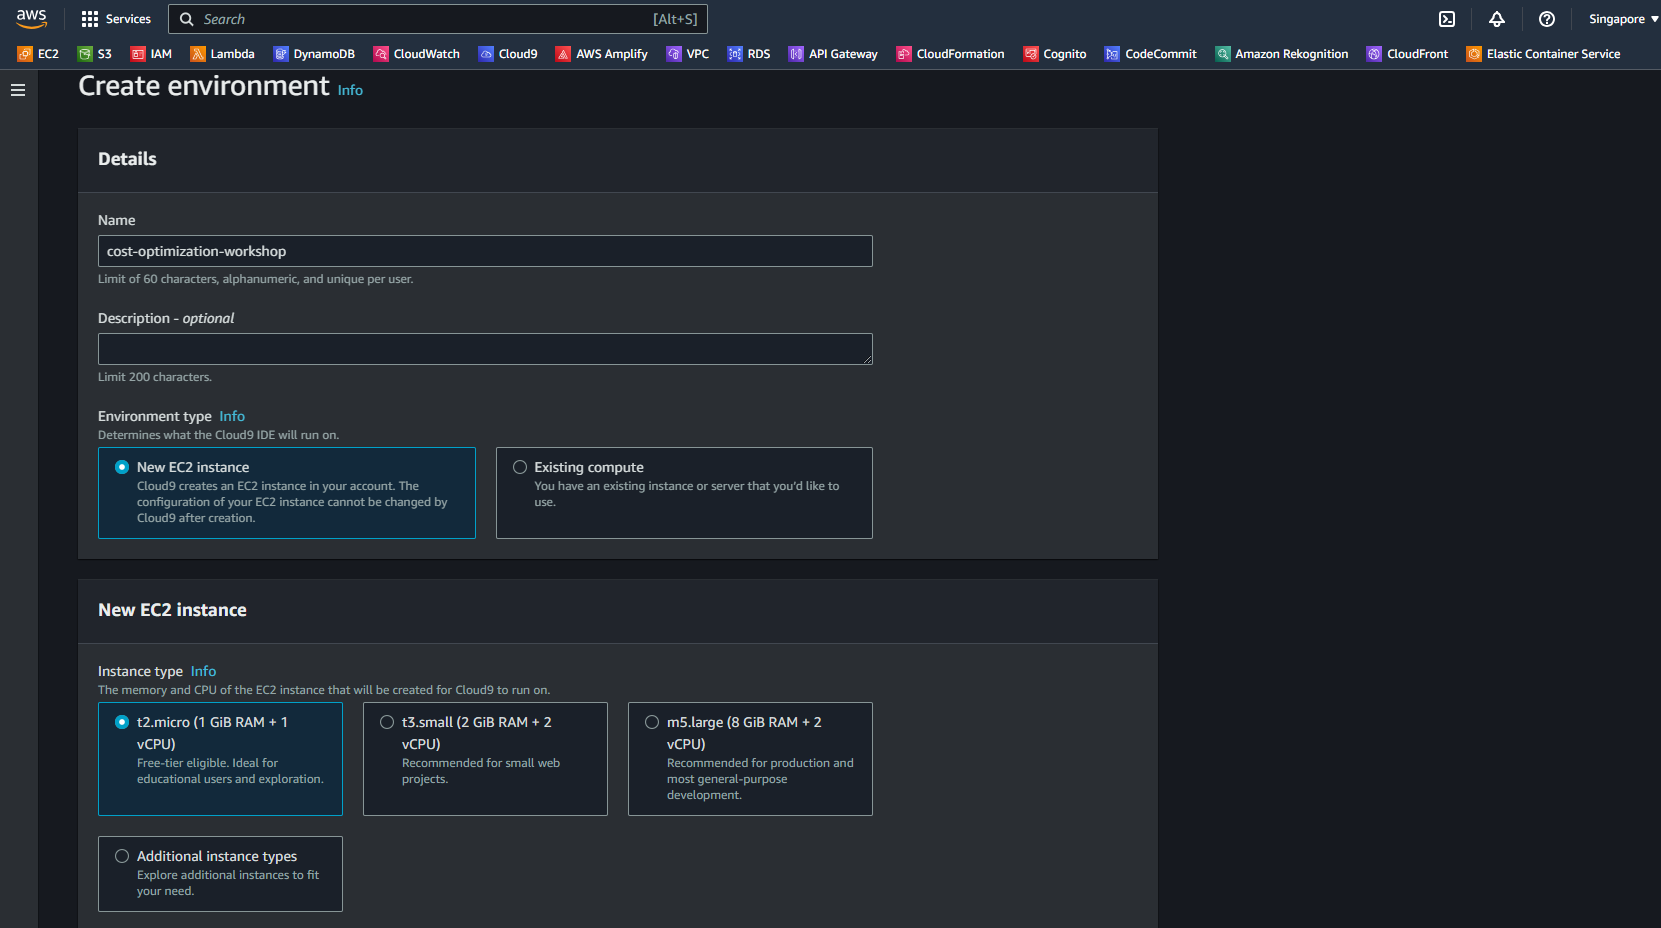 aws Services Search [Alt+S] Singapore
EC2 S3 IAM Lambda DynamoDB CloudWatch Cloud9 AWS Amplify VPC RDS API Gateway CloudFormation Cognito CodeCommit Amazon Rekognition CloudFront Elastic Container Service
Create environment Info
Details
Name
cost-optimization-workshop
Limit of 60 characters, alphanumeric, and unique per user.
Description - optional
Limit 200 characters.
Environment type Info
Determines what the Cloud9 IDE will run on.
New EC2 instance
Cloud9 creates an EC2 instance in your account. The
configuration of your EC2 instance cannot be changed by
Cloud9 after creation.
Existing compute
You have an existing instance or server that you'd like to
use.
New EC2 instance
Instance type Info
The memory and CPU of the EC2 instance that will be created for Cloud9 to run on.
t2.micro (1 GiB RAM + 1
vCPU)
Free-tier eligible. Ideal for
educational users and exploration.
t3.small (2 GiB RAM + 2
vCPU)
Recommended for small web
projects.
m5.large (8 GiB RAM + 2
vCPU)
Recommended for production and
most general-purpose
development.
Additional instance types
Explore additional instances to fit
your need.